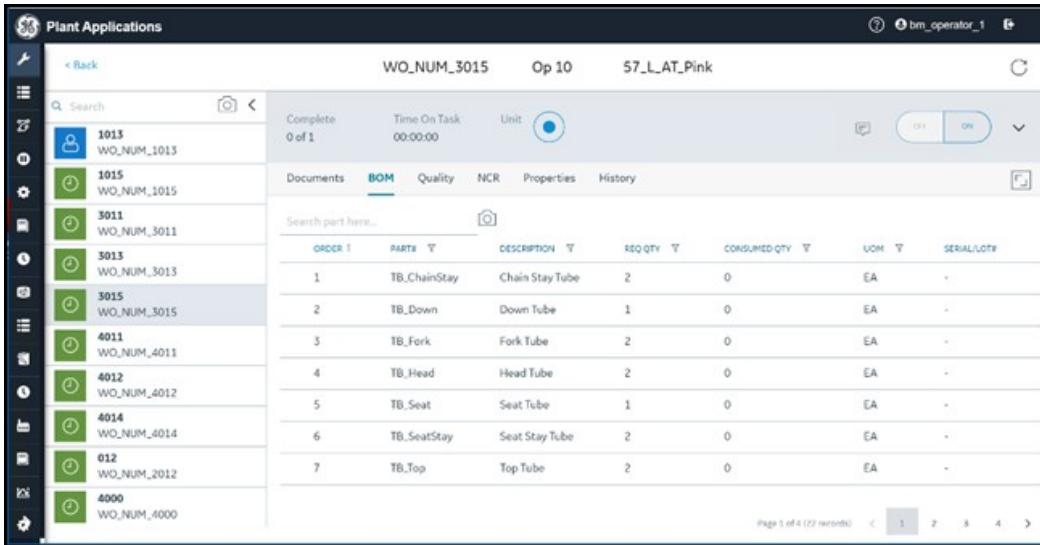 Plant Applications
bm_operator_1
< Back
WO_NUM_3015 Op 10 57_L_AT_Pink
Search
1013
WO_NUM_1013
1015
WO_NUM_1015
3011
WO_NUM_3011
3013
WO_NUM_3013
3015
WO_NUM_3015
4011
WO_NUM_4011
4012
WO_NUM_4012
4014
WO_NUM_4014
012
WO_NUM_2012
4000
WO_NUM_4000
Complete Time On Task Unit
0 of 1 00:00:00
OFF ON
Documents BOM Quality NCR Properties History
Search part here...
ORDER PART# DESCRIPTION REQ QTY CONSUMED QTY UOM SERIAL/LOT#
1 TB_ChainStay Chain Stay Tube 2 0 EA -
2 TB_Down Down Tube 1 0 EA -
3 TB_Fork Fork Tube 2 0 EA -
4 TB_Head Head Tube 2 0 EA -
5 TB_Seat Seat Tube 1 0 EA -
6 TB_SeatStay Seat Stay Tube 2 0 EA -
7 TB_Top Top Tube 2 0 EA -
Page 1 of 4 (22 records) < 1 2 3 4 >